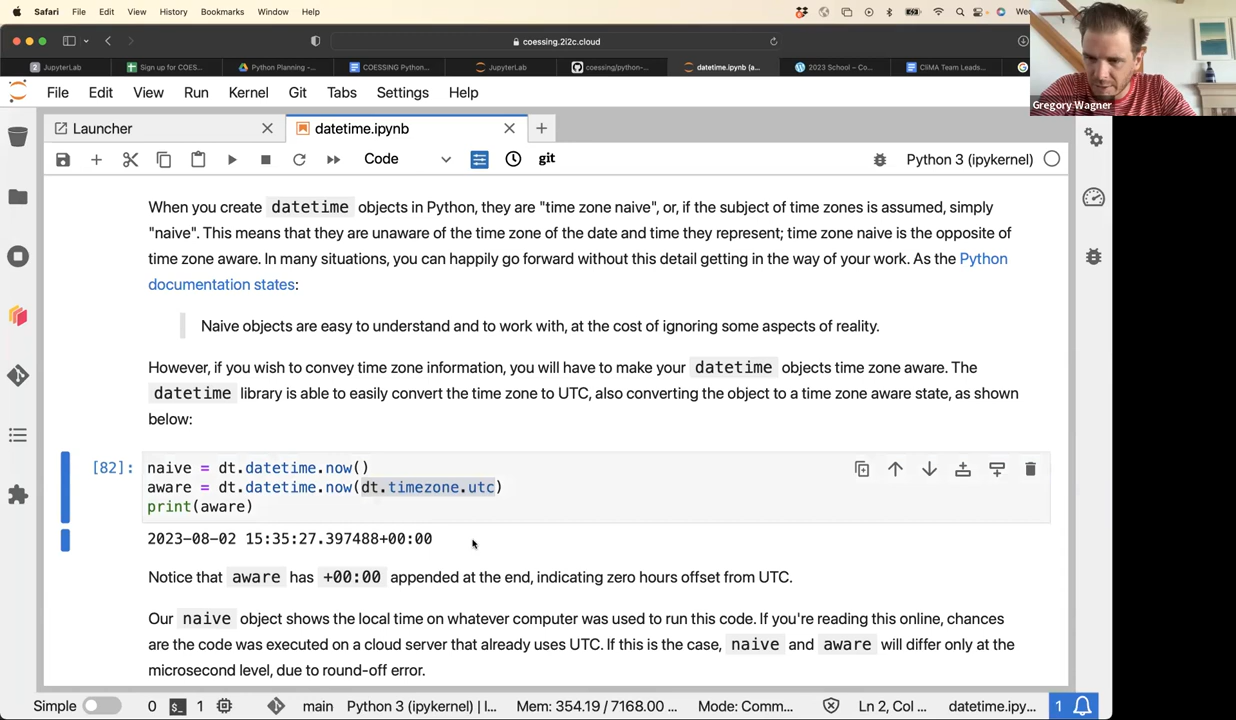 Safari File Edit View History Bookmarks Window Help We
coessing.2i2c.cloud
JupyterLab Sign up for COES... Python Planning -... COESSING Python... JupyterLab coessing/python-... datetime.ipynb (a... 2023 School – Co... CliMA Team Leads...
Gregory Wagner
File Edit View Run Kernel Git Tabs Settings Help
Launcher datetime.ipynb
Code git Python 3 (ipykernel)
When you create datetime objects in Python, they are "time zone naive", or, if the subject of time zones is assumed, simply
"naive". This means that they are unaware of the time zone of the date and time they represent; time zone naive is the opposite of
time zone aware. In many situations, you can happily go forward without this detail getting in the way of your work. As the Python
documentation states:
Naive objects are easy to understand and to work with, at the cost of ignoring some aspects of reality.
However, if you wish to convey time zone information, you will have to make your datetime objects time zone aware. The
datetime library is able to easily convert the time zone to UTC, also converting the object to a time zone aware state, as shown
below:
[82]: naive = dt.datetime.now()
aware = dt.datetime.now(dt.timezone.utc)
print(aware)
2023-08-02 15:35:27.397488+00:00
Notice that aware has +00:00 appended at the end, indicating zero hours offset from UTC.
Our naive object shows the local time on whatever computer was used to run this code. If you're reading this online, chances
are the code was executed on a cloud server that already uses UTC. If this is the case, naive and aware will differ only at the
microsecond level, due to round-off error.
Simple 0 1 main Python 3 (ipykernel) | I... Mem: 354.19 / 7168.00 ... Mode: Comm... Ln 2, Col ... datetime.ipy... 1